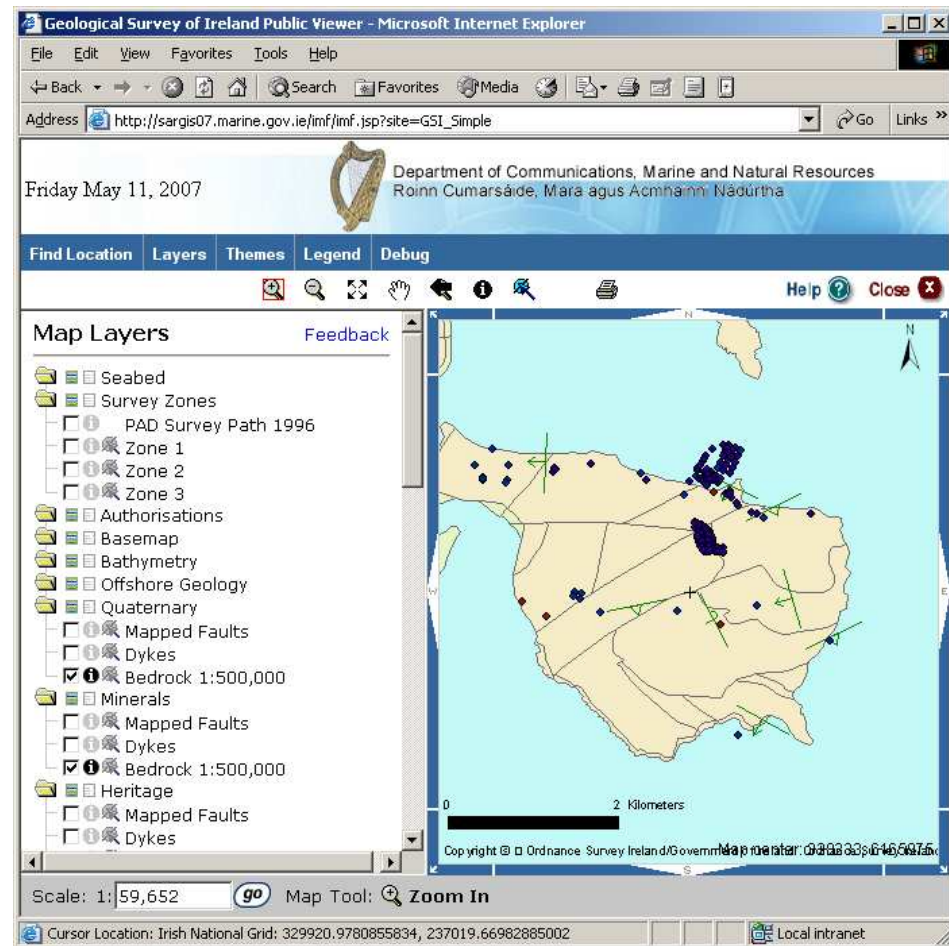 Geological Survey of Ireland Public Viewer - Microsoft Internet Explorer
File Edit View Favorites Tools Help
Back Search Favorites Media
Address http://sargis07.marine.gov.ie/imf/imf.jsp?site=GSI_Simple Go Links »
Friday May 11, 2007
Department of Communications, Marine and Natural Resources
Roinn Cumarsáide, Mara agus Acmhainní Nádúrtha
Find Location Layers Themes Legend Debug
Help Close
Map Layers Feedback
Seabed
Survey Zones
PAD Survey Path 1996
Zone 1
Zone 2
Zone 3
Authorisations
Basemap
Bathymetry
Offshore Geology
Quaternary
Mapped Faults
Dykes
Bedrock 1:500,000
Minerals
Mapped Faults
Dykes
Bedrock 1:500,000
Heritage
Mapped Faults
Dykes
N
N
W
E
0 2 Kilometers
Copyright © Ordnance Survey Ireland/Government
S
Scale: 1: 59,652 go Map Tool: Zoom In
Cursor Location: Irish National Grid: 329920.9780855834, 237019.66982885002 Local intranet